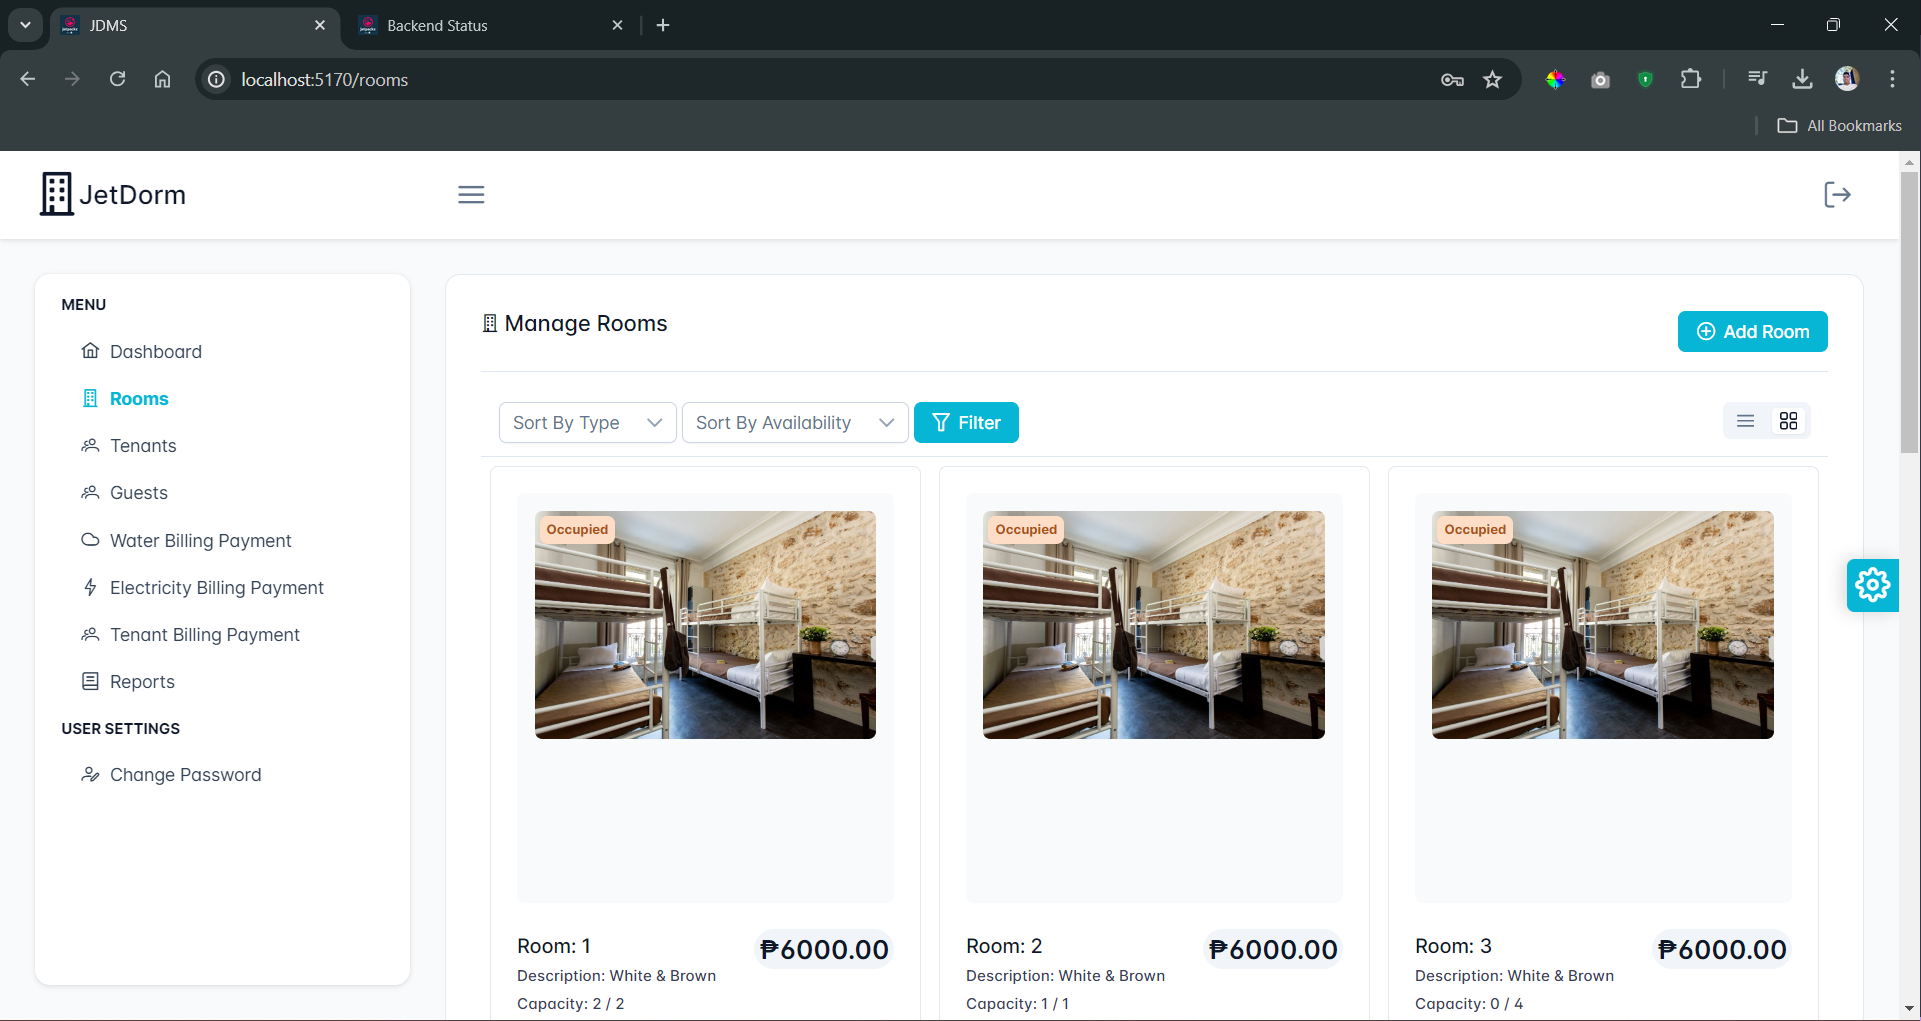 JDMS
Backend Status
localhost:5170/rooms
All Bookmarks
JetDorm
MENU
Dashboard
Rooms
Tenants
Guests
Water Billing Payment
Electricity Billing Payment
Tenant Billing Payment
Reports
USER SETTINGS
Change Password
Manage Rooms
Add Room
Sort By Type
Sort By Availability
Filter
Occupied
Occupied
Occupied
Room: 1
₱6000.00
Description: White & Brown
Capacity: 2 / 2
Room: 2
₱6000.00
Description: White & Brown
Capacity: 1 / 1
Room: 3
₱6000.00
Description: White & Brown
Capacity: 0 / 4